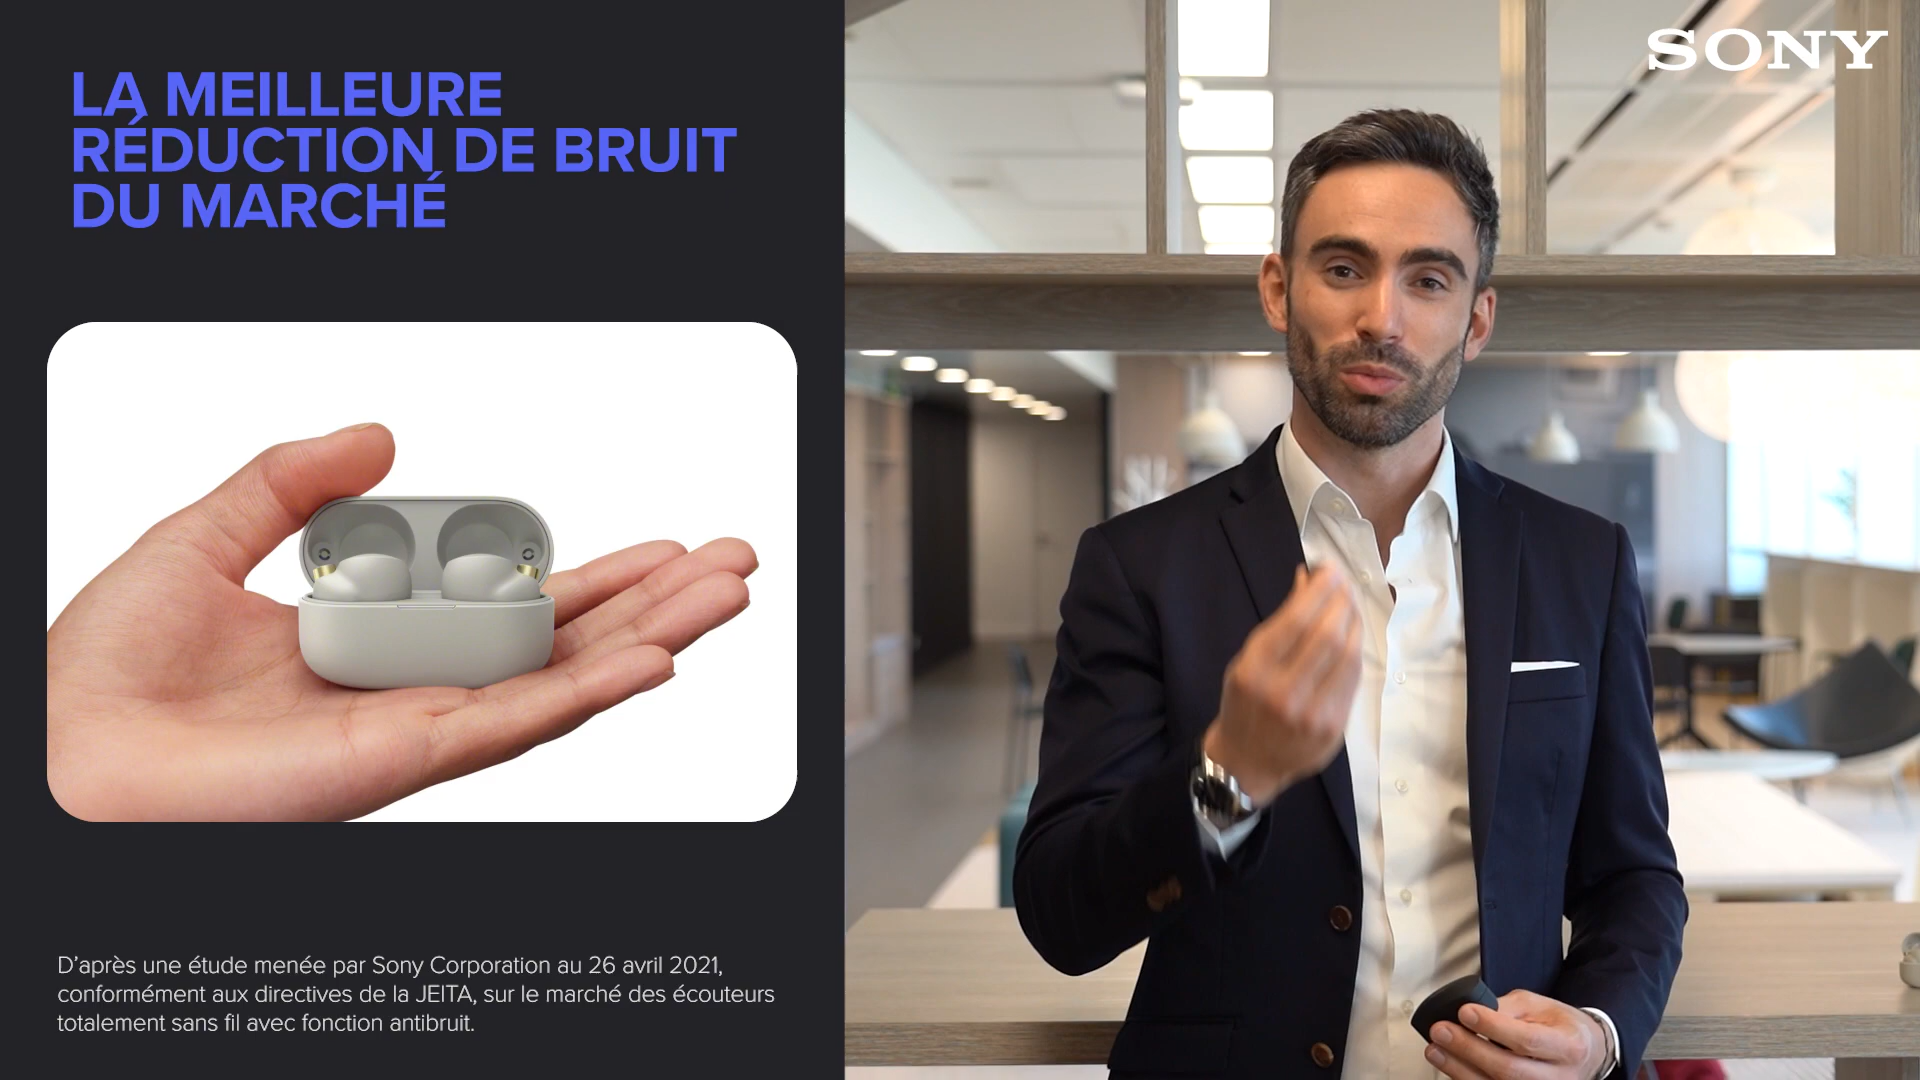 LA MEILLEURE
RÉDUCTION DE BRUIT
DU MARCHÉ
SONY
D’après une étude menée par Sony Corporation au 26 avril 2021,
conformément aux directives de la JEITA, sur le marché des écouteurs
totalement sans fil avec fonction antibruit.